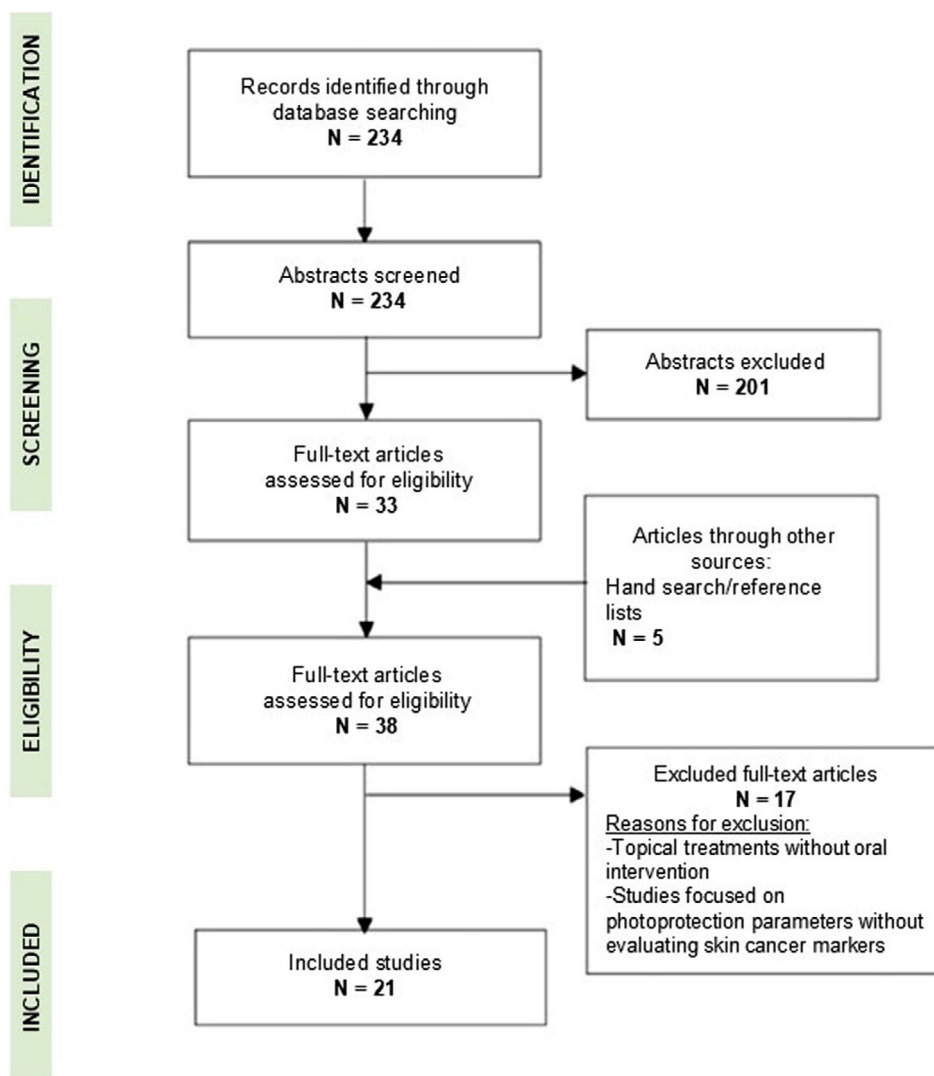 IDENTIFICATION
Records identified through
database searching
N = 234
Abstracts screened
N = 234
SCREENING
Abstracts excluded
N = 201
Full-text articles
assessed for eligibility
N = 33
Articles through other
sources:
Hand search/reference
lists
N = 5
ELIGIBILITY
Full-text articles
assessed for eligibility
N = 38
Excluded full-text articles
N = 17
Reasons for exclusion:
-Topical treatments without oral
intervention
-Studies focused on
photoprotection parameters without
evaluating skin cancer markers
INCLUDED
Included studies
N = 21